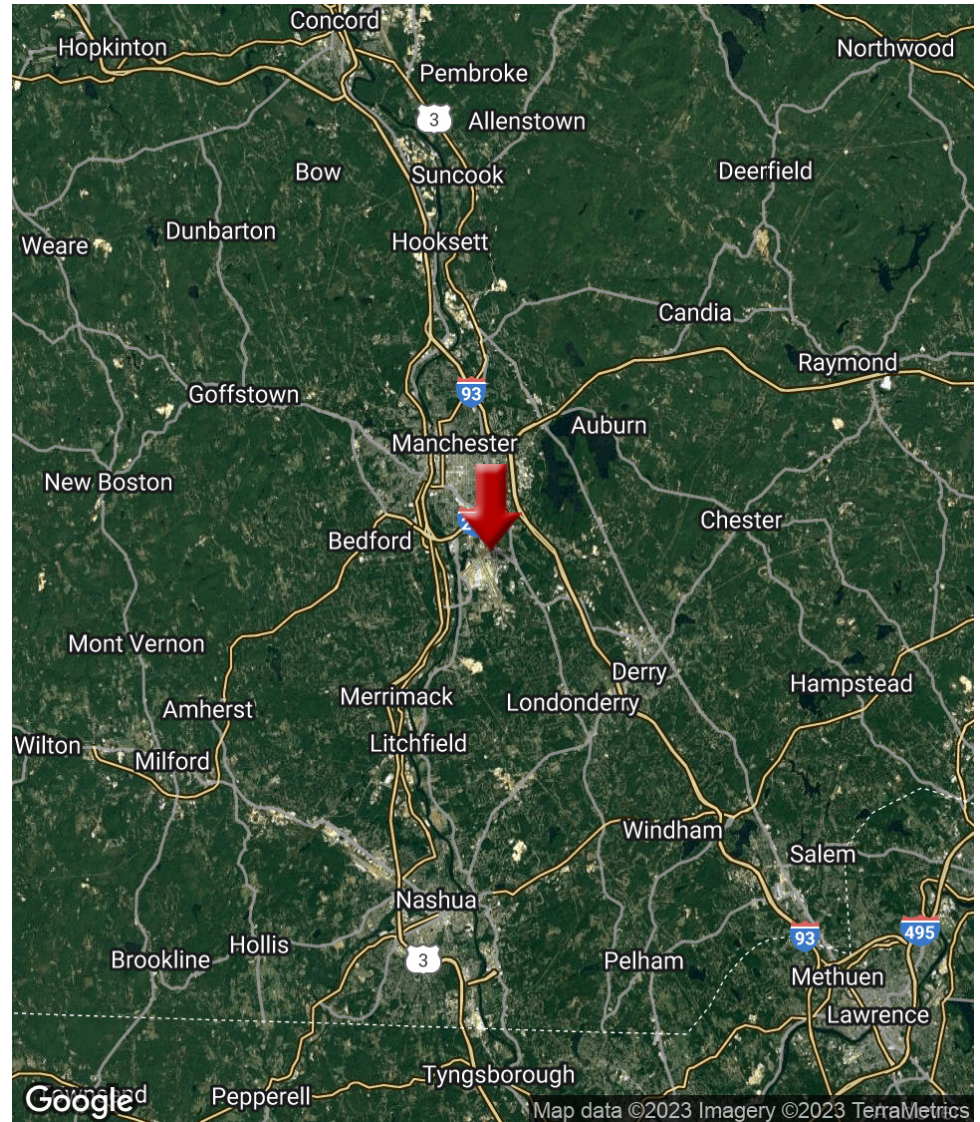 Concord
Hopkinton
Northwood
Pembroke
3
Allenstown
Bow
Suncook
Deerfield
Dunbarton
Weare
Hooksett
Candia
Raymond
93
Goffstown
Auburn
Manchester
New Boston
Chester
Bedford
Mont Vernon
Derry
Hampstead
Merrimack
Londonderry
Amherst
Wilton
Litchfield
Milford
Windham
Salem
Nashua
93
495
Hollis
Brookline
3
Pelham
Methuen
Lawrence
Tyngsborough
Google
Pepperell
Map data ©2023 Imagery ©2023 TerraMetrics